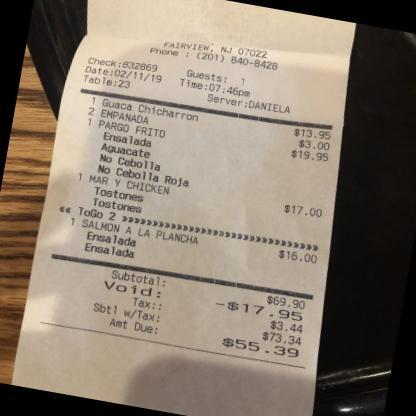 FAIRVIEW, NJ 07022
Phone : (201) 840-8428
Check:832869 Guests: 1
Date:02/11/19 Time:07:46pm
Table:23 Server:DANIELA
1 Guaca Chicharron $13.95
2 EMPANADA $3.00
1 PARGO FRITO $19.95
Ensalada
Aguacate
No Cebolla
No Cebolla Roja
1 MAR Y CHICKEN $17.00
Tostones
Tostones
«« ToGo 2 »»»»»»»»»»»»»»»»»»»»»»»»»»»»
1 SALMON A LA PLANCHA $16.00
Ensalada
Ensalada
Subtotal: $69.90
Void: -$17.95
Tax:: $3.44
Sbtl w/Tax: $73.34
Amt Due: $55.39